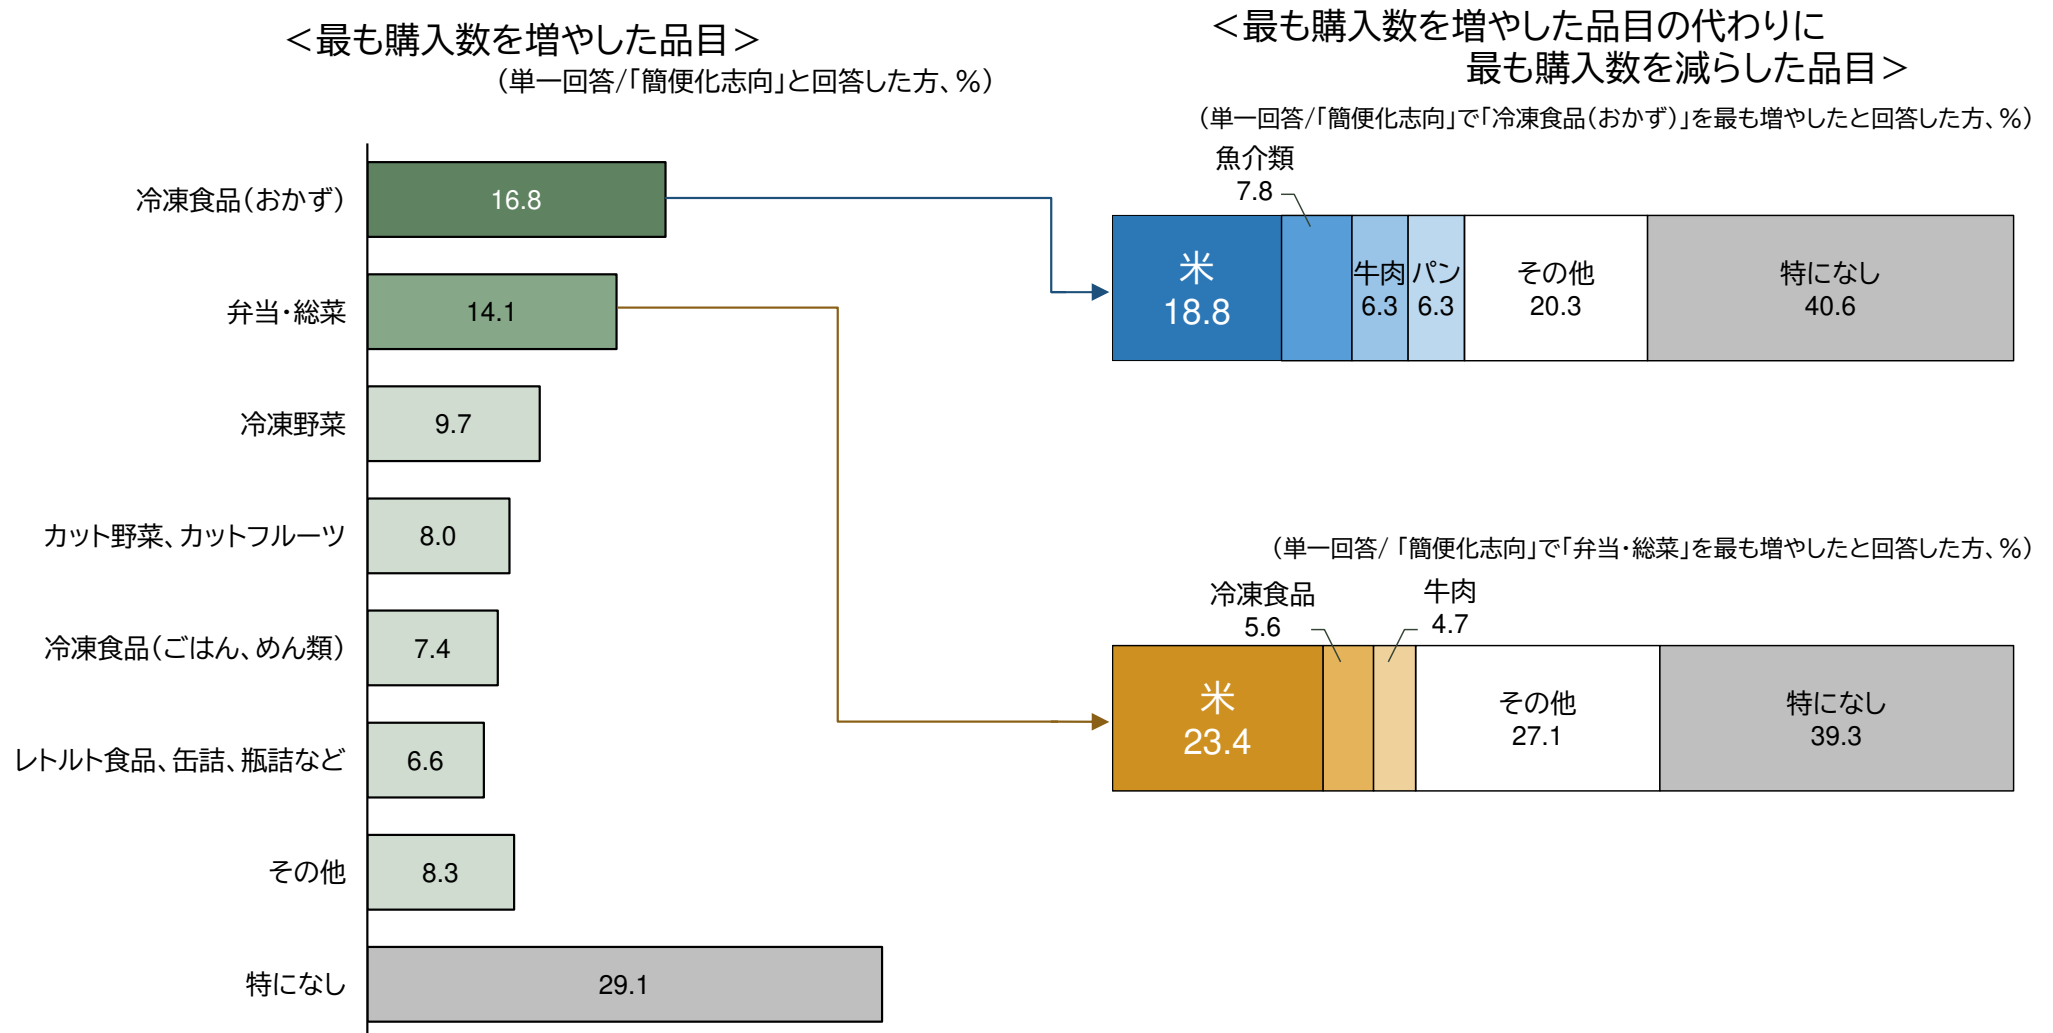 ＜最も購入数を増やした品目＞
（単一回答/「簡便化志向」と回答した方、%）
冷凍食品（おかず）
16.8
弁当・総菜
14.1
冷凍野菜
9.7
カット野菜、カットフルーツ
8.0
冷凍食品（ごはん、めん類）
7.4
レトルト食品、缶詰、瓶詰など
6.6
その他
8.3
特になし
29.1
＜最も購入数を増やした品目の代わりに
最も購入数を減らした品目＞
（単一回答/「簡便化志向」で「冷凍食品（おかず）」を最も増やしたと回答した方、%）
魚介類
7.8
米
18.8
牛肉
6.3
パン
6.3
その他
20.3
特になし
40.6
（単一回答/ 「簡便化志向」で「弁当・総菜」を最も増やしたと回答した方、%）
冷凍食品
5.6
牛肉
4.7
米
23.4
その他
27.1
特になし
39.3